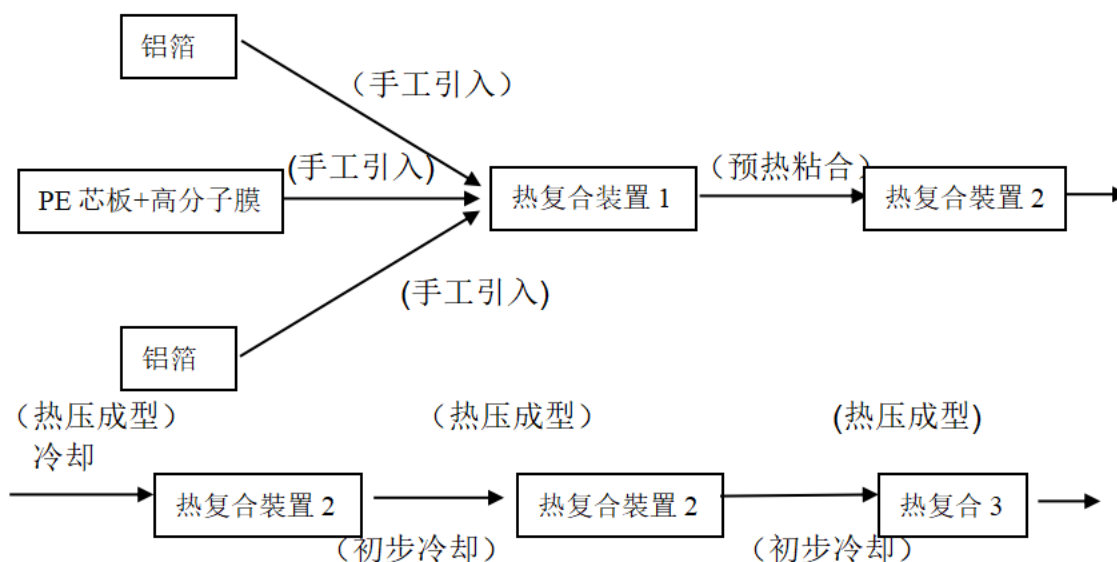 铝箔
（手工引入）
(手工引入)
（预热粘合）
PE 芯板+高分子膜
热复合装置 1
热复合裝置 2
(手工引入)
铝箔
（热压成型）
（热压成型）
(热压成型)
冷却
热复合裝置 2
热复合裝置 2
热复合 3
（初步冷却）
（初步冷却）